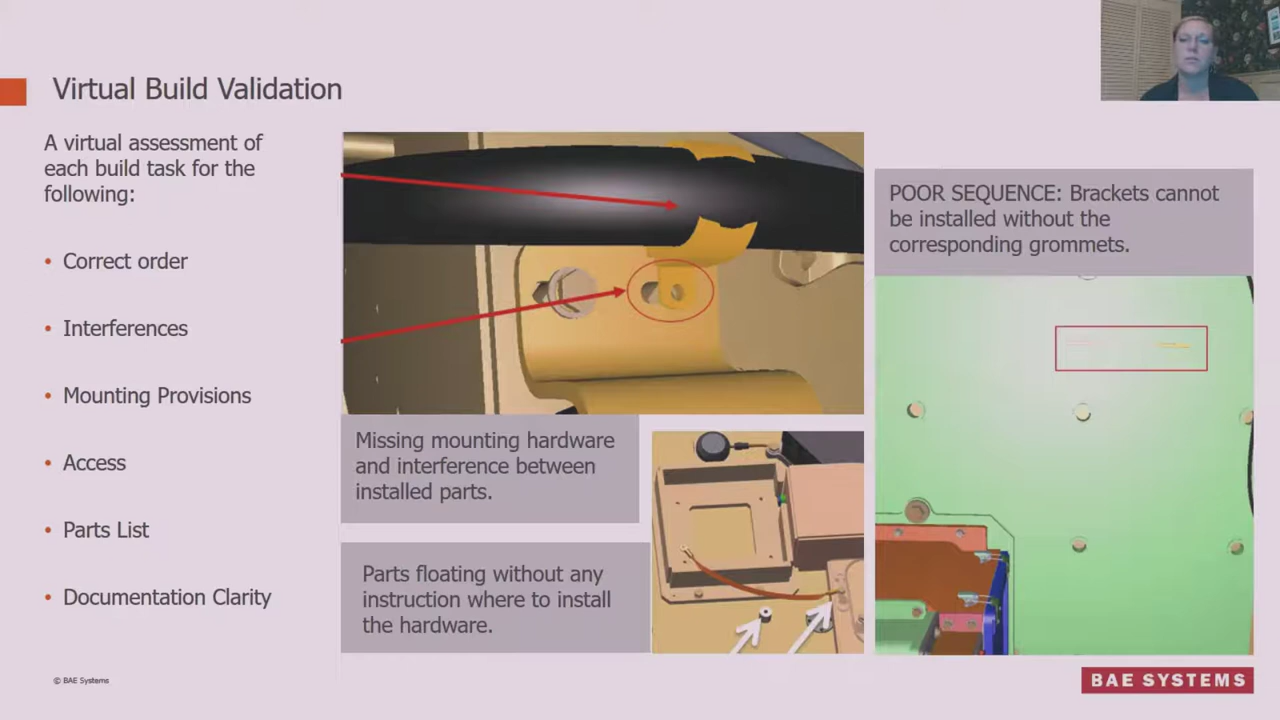 Virtual Build Validation
A virtual assessment of
each build task for the
following:
• Correct order
• Interferences
• Mounting Provisions
• Access
• Parts List
• Documentation Clarity
Missing mounting hardware
and interference between
installed parts.
Parts floating without any
instruction where to install
the hardware.
POOR SEQUENCE: Brackets cannot
be installed without the
corresponding grommets.
© BAE Systems
BAE SYSTEMS